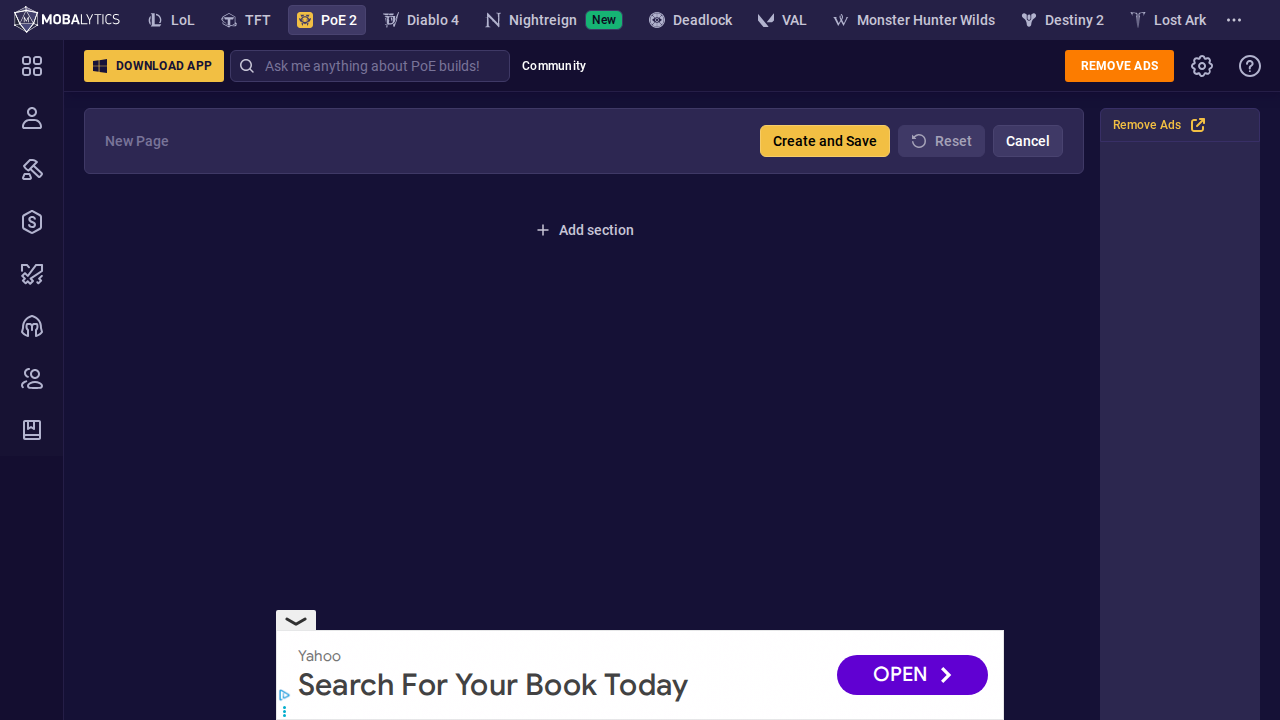 MOBALYTICS
LoL
TFT
PoE 2
Diablo 4
Nightreign
New
Deadlock
VAL
Monster Hunter Wilds
Destiny 2
Lost Ark
DOWNLOAD APP
Ask me anything about PoE builds!
Community
REMOVE ADS
New Page
Create and Save
Reset
Cancel
Remove Ads
Add section
Yahoo
Search For Your Book Today
OPEN